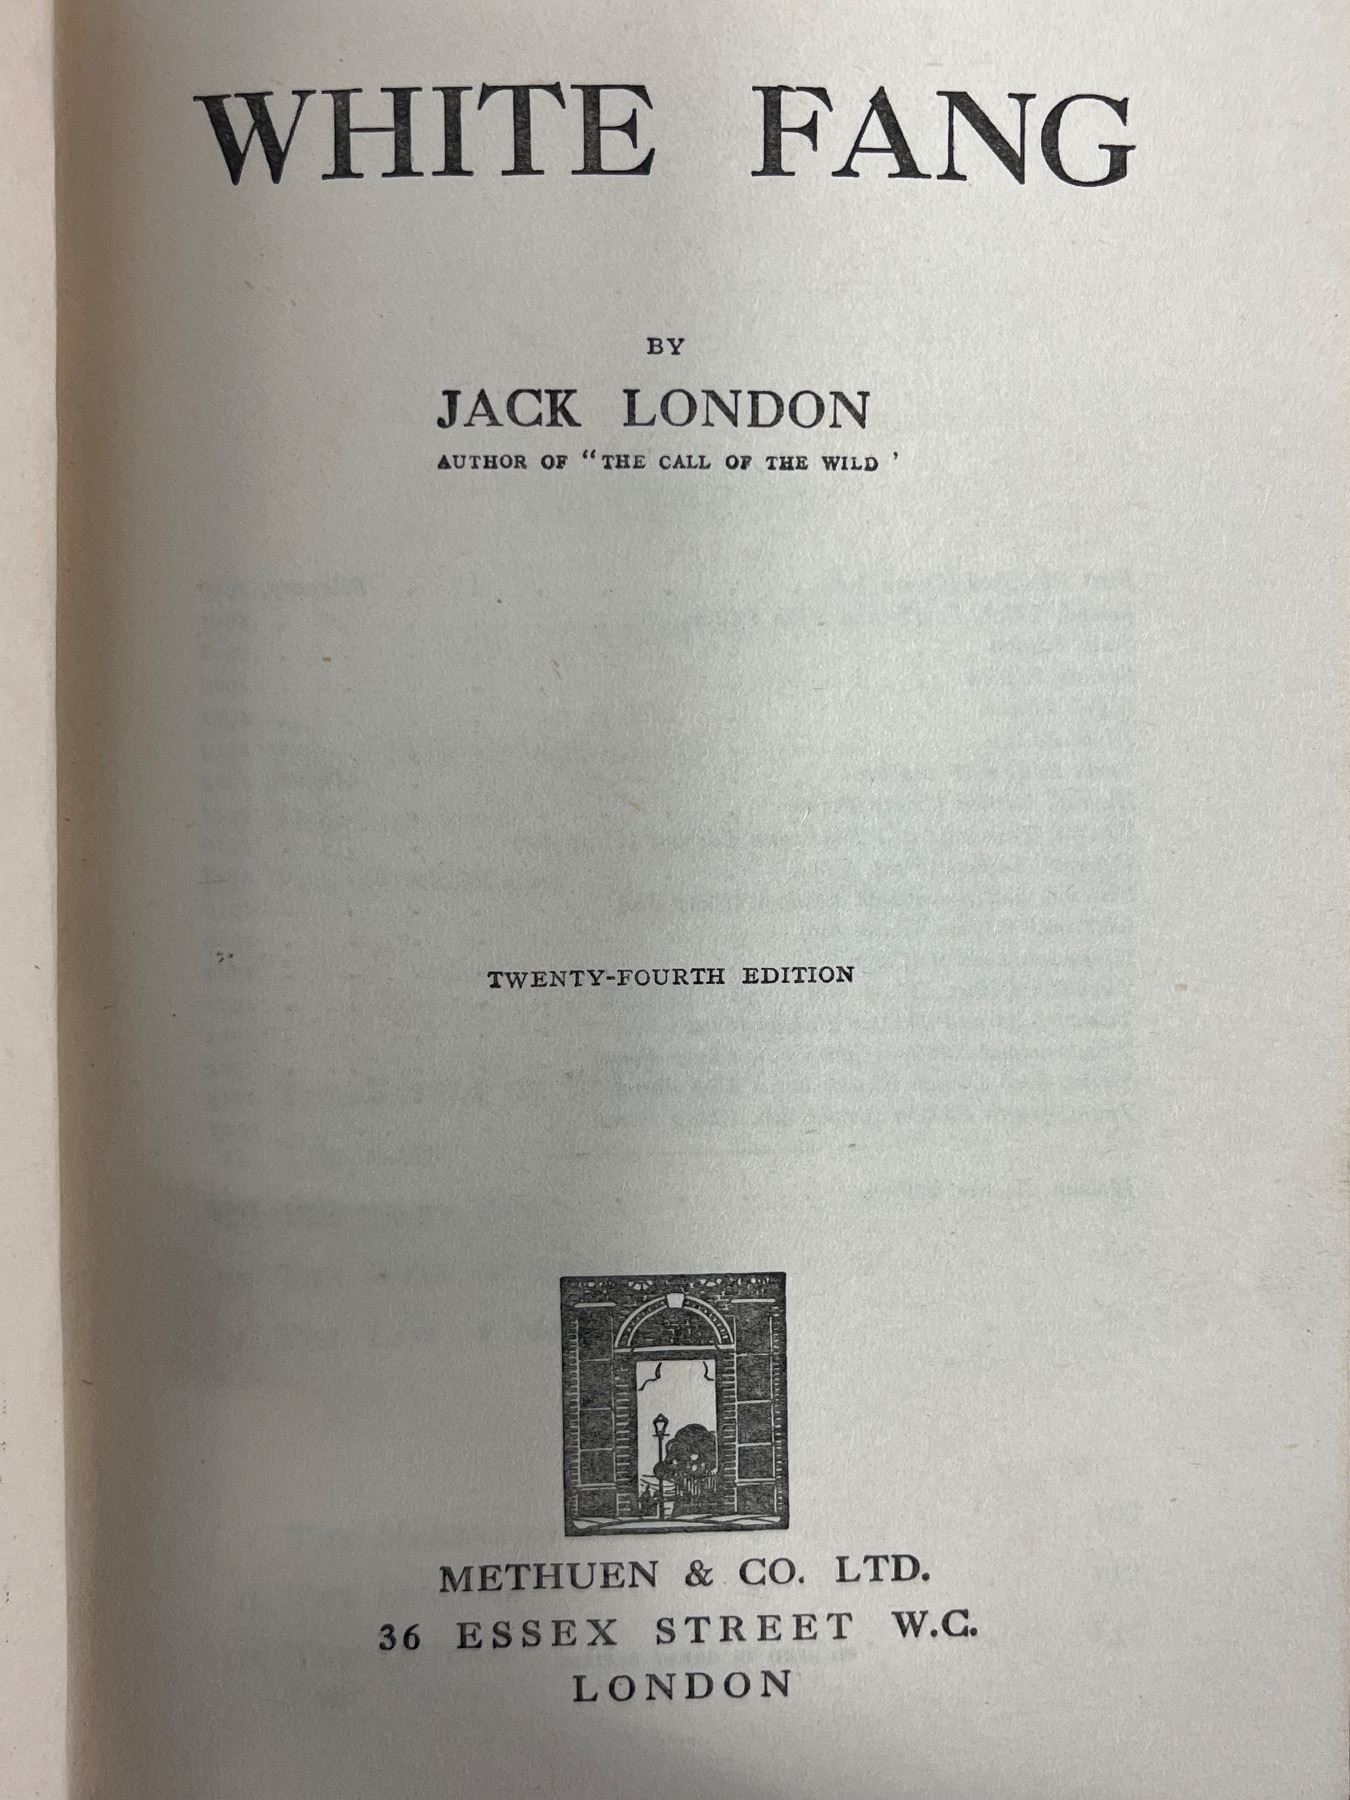 WHITE FANG
BY
JACK LONDON
AUTHOR OF "THE CALL OF THE WILD '
TWENTY-FOURTH EDITION
METHUEN & CO. LTD.
36 ESSEX STREET W.C.
LONDON